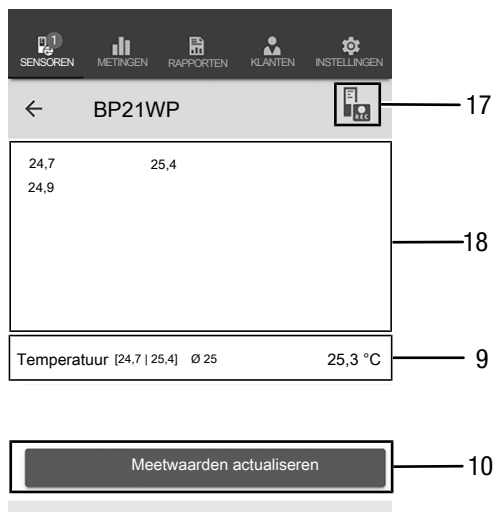 1
SENSOREN METINGEN RAPPORTEN KLANTEN INSTELLINGEN
← BP21WP REC 17
24,7 25,4
24,9
18
Temperatuur [24,7 | 25,4] Ø 25 25,3 °C 9
Meetwaarden actualiseren 10